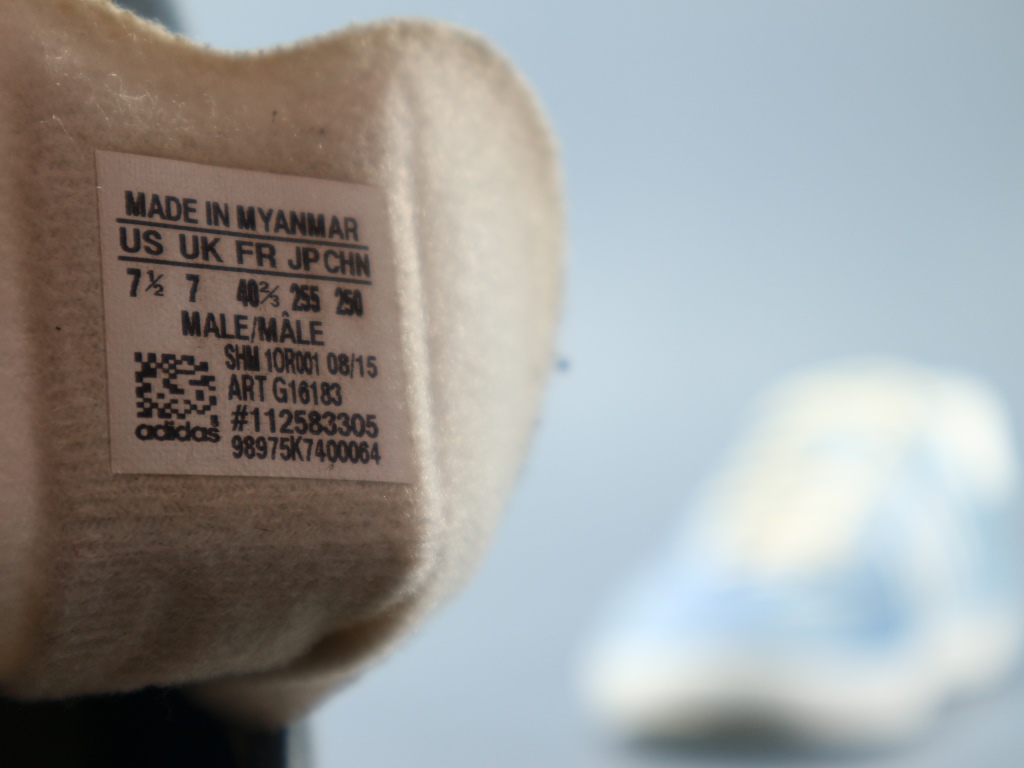 MADE IN MYANMAR
US UK FR JP CHN
7½ 7 40⅔ 255 250
MALE/MÂLE
SHM 1OR001 08/15
ART G16183
#112583305
adidas
98975K7400064